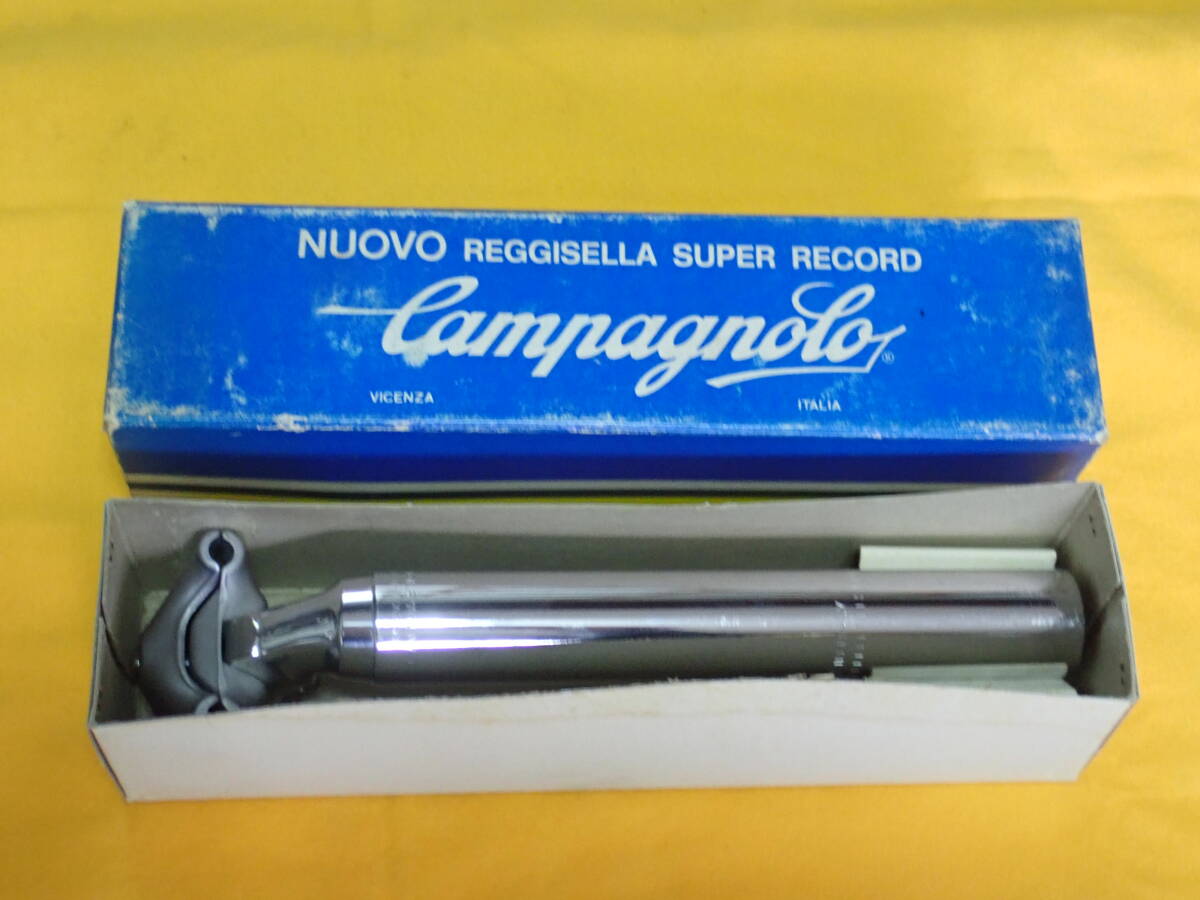 NUOVO REGGISELLA SUPER RECORD
Campagnolo®
VICENZA ITALIA